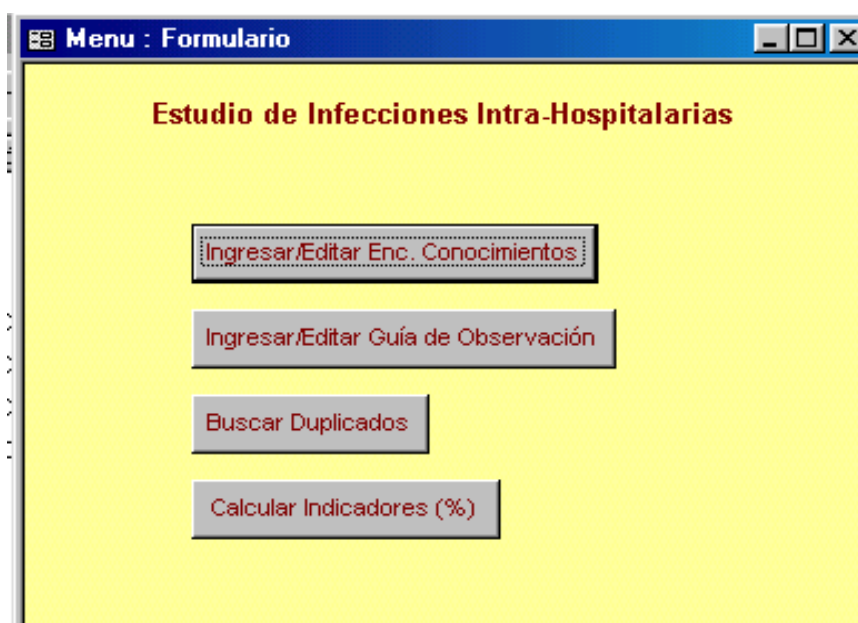 Menu : Formulario
Estudio de Infecciones Intra-Hospitalarias
Ingresar/Editar Enc. Conocimientos
Ingresar/Editar Guía de Observación
Buscar Duplicados
Calcular Indicadores (%)